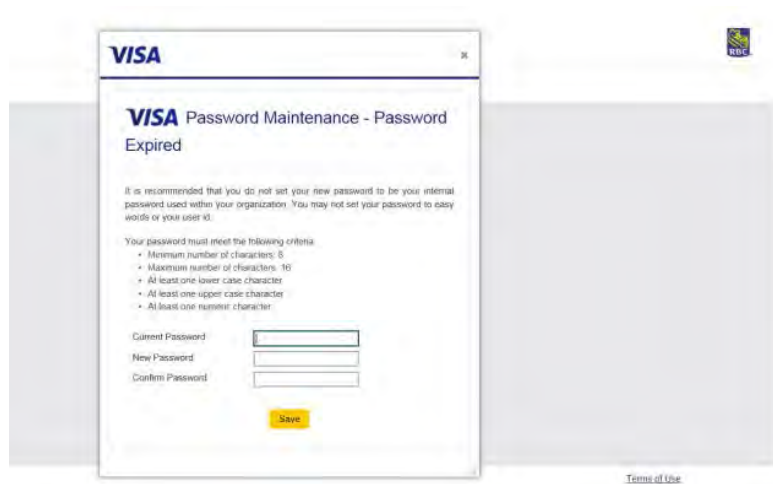 VISA
×
RBC
VISA Password Maintenance - Password
Expired
It is recommended that you do not set your new password to be your internal
password used within your organization. You may not set your password to easy
words or your user id.
Your password must meet the following criteria:
• Minimum number of characters: 8
• Maximum number of characters: 16
• At least one lower case character
• At least one upper case character
• At least one numeric character
Current Password
New Password
Confirm Password
Save
Terms of Use